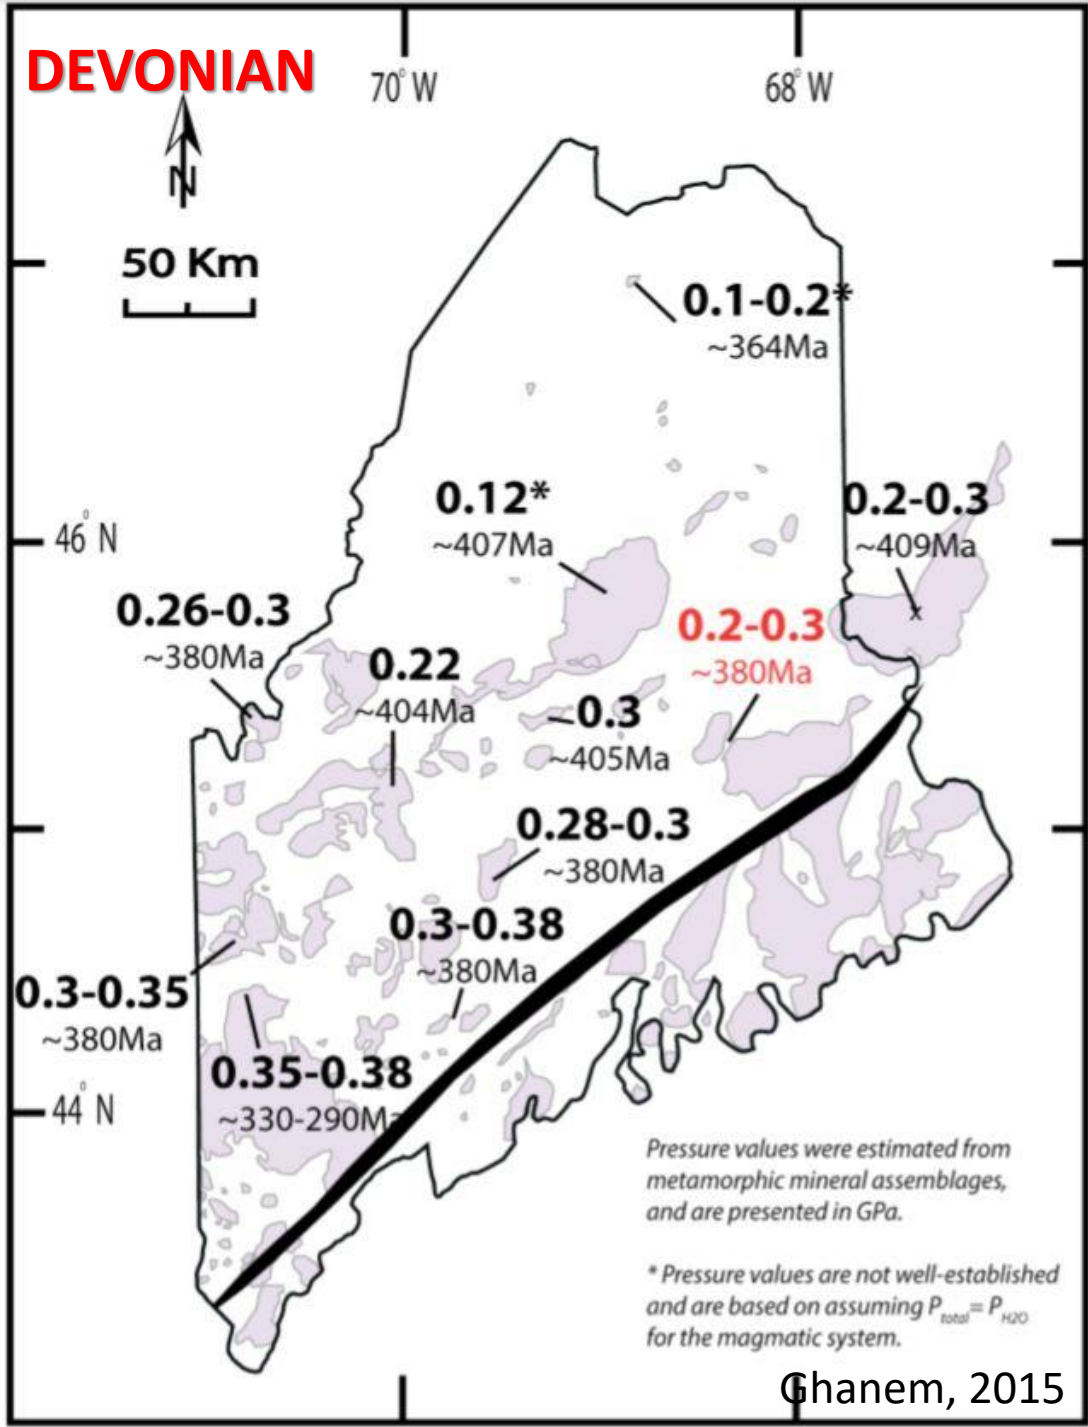 DEVONIAN
70° W
68° W
N
50 Km
0.1-0.2*
~364Ma
0.12*
~407Ma
0.2-0.3
~409Ma
46° N
0.26-0.3
~380Ma
0.2-0.3
~380Ma
0.22
~404Ma
0.3
~405Ma
0.28-0.3
~380Ma
0.3-0.38
~380Ma
0.3-0.35
~380Ma
0.35-0.38
~330-290Ma
44° N
Pressure values were estimated from
metamorphic mineral assemblages,
and are presented in GPa.
* Pressure values are not well-established
and are based on assuming Ptotal= PH2O
for the magmatic system.
Ghanem, 2015